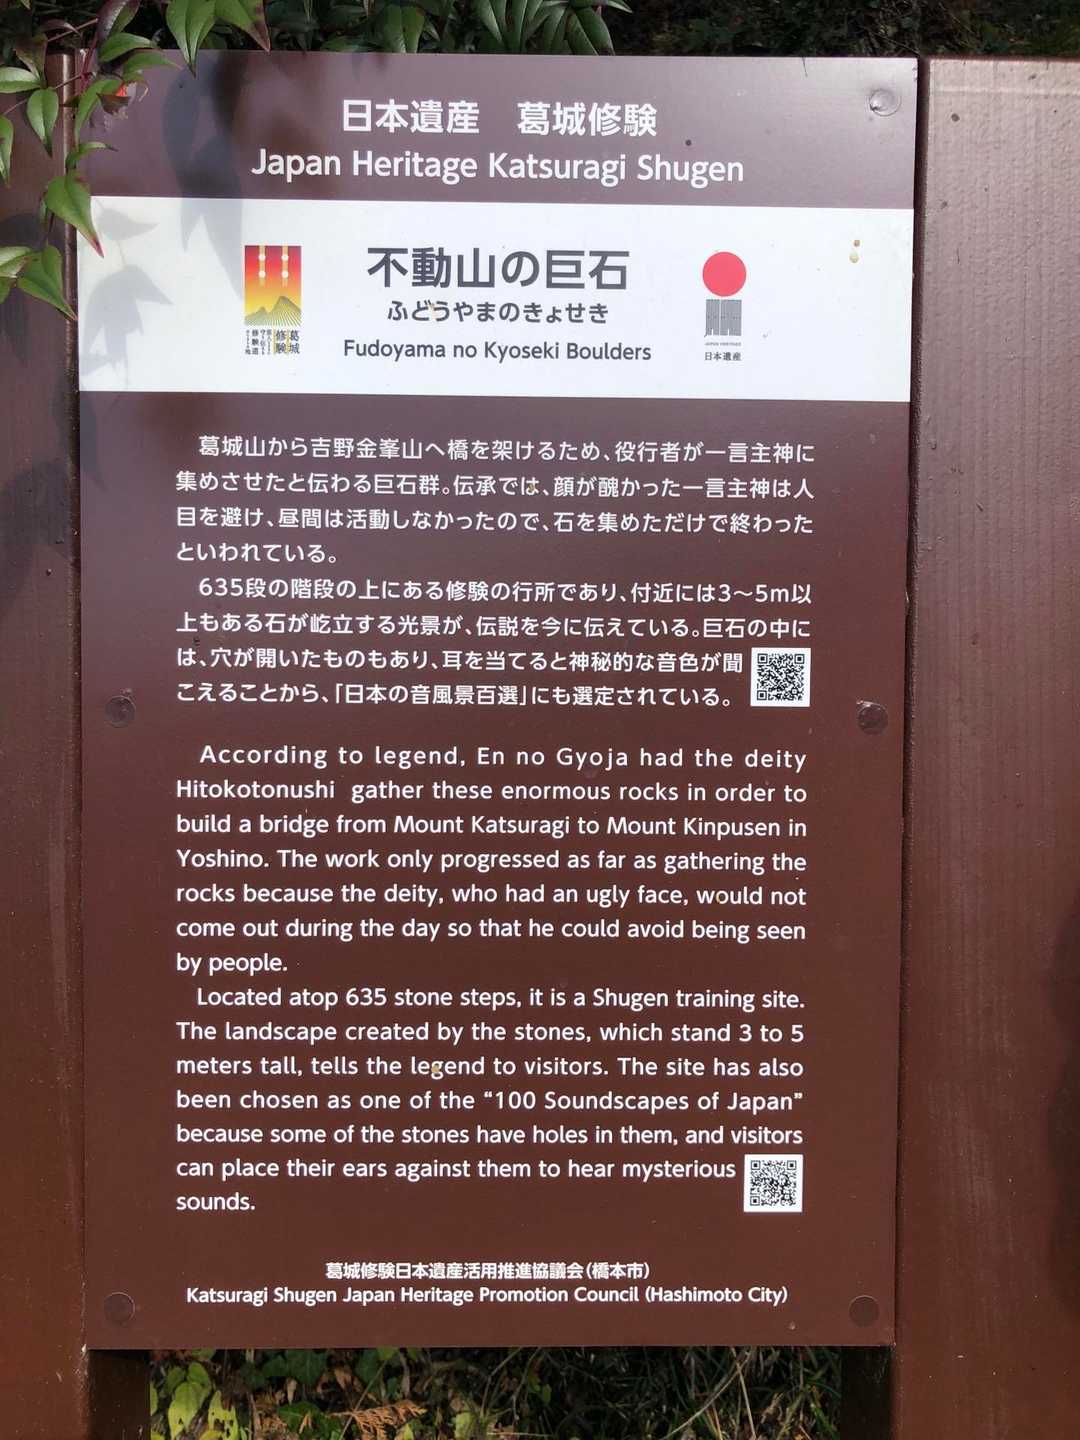 日本遺産　葛城修験
Japan Heritage Katsuragi Shugen
不動山の巨石
ふどうやまのきょせき
Fudoyama no Kyoseki Boulders
葛城
修験
JAPAN HERITAGE
日本遺産
葛城山から吉野金峯山へ橋を架けるため、役行者が一言主神に
集めさせたと伝わる巨石群。伝承では、顔が醜かった一言主神は人
目を避け、昼間は活動しなかったので、石を集めただけで終わった
といわれている。
635段の階段の上にある修験の行所であり、付近には3〜5m以
上もある石が屹立する光景が、伝説を今に伝えている。巨石の中に
は、穴が開いたものもあり、耳を当てると神秘的な音色が聞
こえることから、「日本の音風景百選」にも選定されている。
According to legend, En no Gyoja had the deity
Hitokotonushi gather these enormous rocks in order to
build a bridge from Mount Katsuragi to Mount Kinpusen in
Yoshino. The work only progressed as far as gathering the
rocks because the deity, who had an ugly face, would not
come out during the day so that he could avoid being seen
by people.
Located atop 635 stone steps, it is a Shugen training site.
The landscape created by the stones, which stand 3 to 5
meters tall, tells the legend to visitors. The site has also
been chosen as one of the “100 Soundscapes of Japan”
because some of the stones have holes in them, and visitors
can place their ears against them to hear mysterious
sounds.
葛城修験日本遺産活用推進協議会（橋本市）
Katsuragi Shugen Japan Heritage Promotion Council (Hashimoto City)